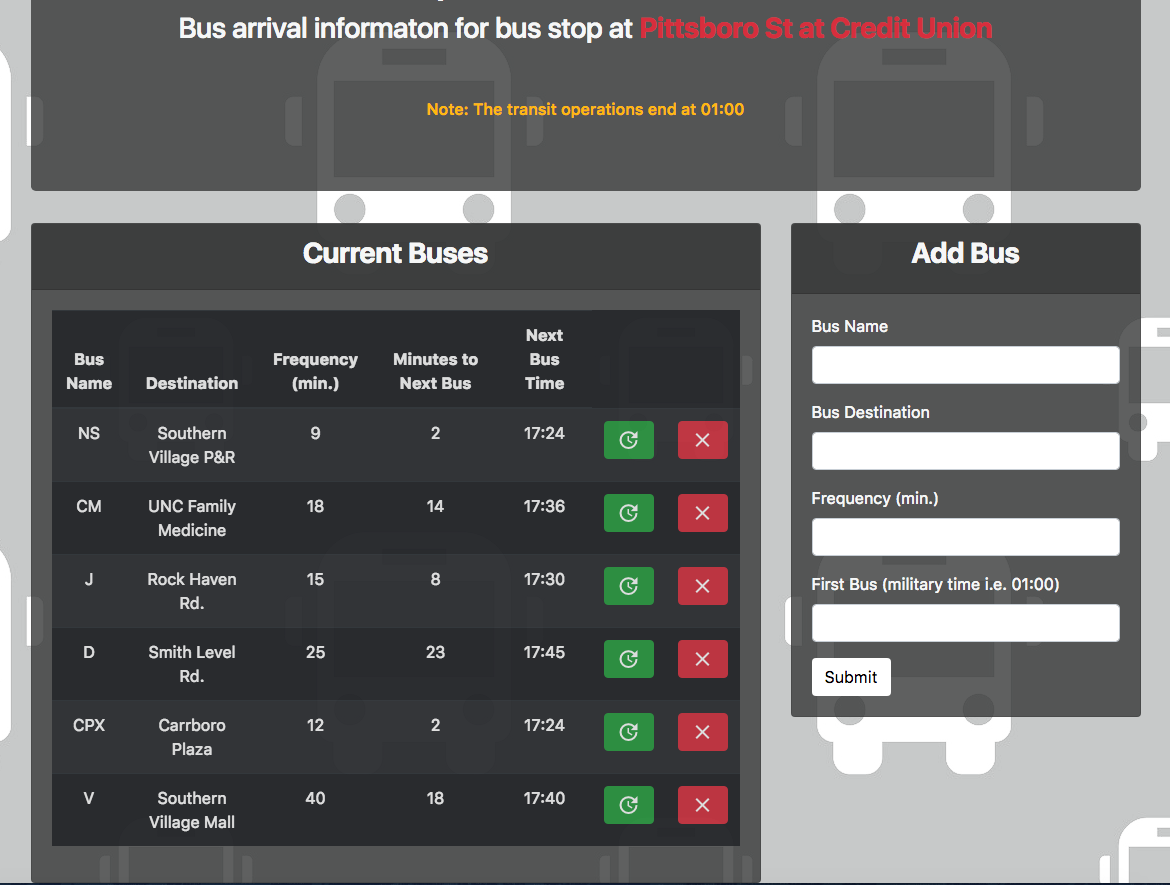 Bus arrival informaton for bus stop at Pittsboro St at Credit Union
Note: The transit operations end at 01:00
Current Buses
Bus Name Destination Frequency (min.) Minutes to Next Bus Next Bus Time
NS Southern Village P&R 9 2 17:24
CM UNC Family Medicine 18 14 17:36
J Rock Haven Rd. 15 8 17:30
D Smith Level Rd. 25 23 17:45
CPX Carrboro Plaza 12 2 17:24
V Southern Village Mall 40 18 17:40
Add Bus
Bus Name
Bus Destination
Frequency (min.)
First Bus (military time i.e. 01:00)
Submit